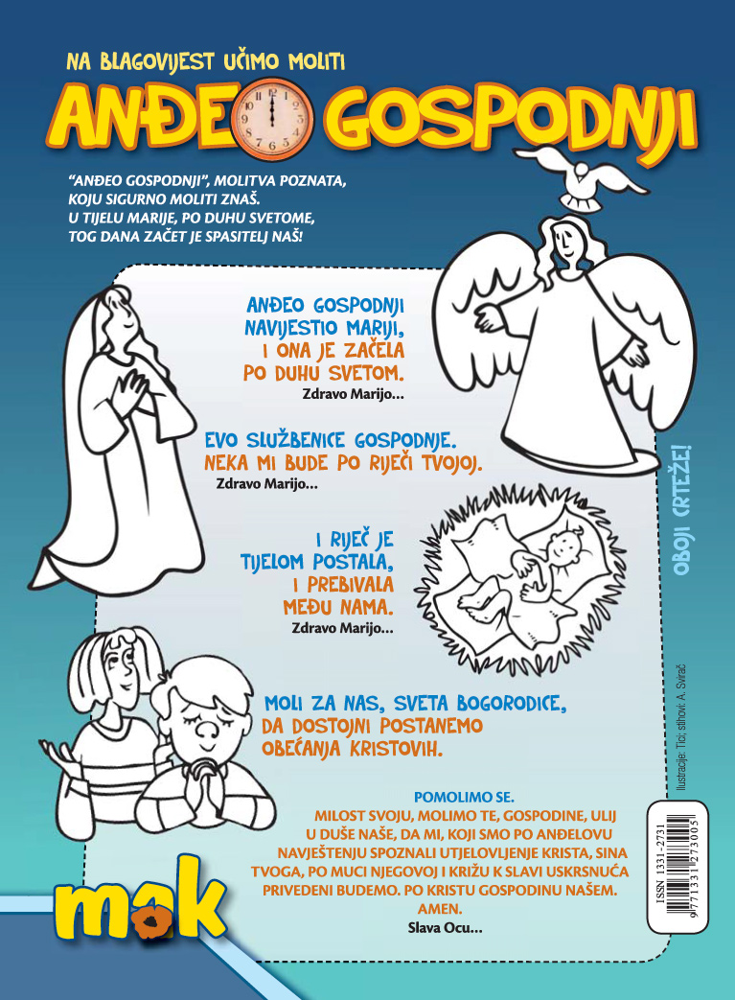 NA BLAGOVIJEST UČIMO MOLITI
ANĐEO GOSPODNJI
"ANĐEO GOSPODNJI", MOLITVA POZNATA,
KOJU SIGURNO MOLITI ZNAŠ.
U TIJELU MARIJE, PO DUHU SVETOME,
TOG DANA ZAČET JE SPASITELJ NAŠ!
ANĐEO GOSPODNJI
NAVIJESTIO MARIJI,
I ONA JE ZAČELA
PO DUHU SVETOM.
Zdravo Marijo...
EVO SLUŽBENICE GOSPODNJE.
NEKA MI BUDE PO RIJEČI TVOJOJ.
Zdravo Marijo...
I RIJEČ JE
TIJELOM POSTALA,
I PREBIVALA
MEĐU NAMA.
Zdravo Marijo...
MOLI ZA NAS, SVETA BOGORODICE,
DA DOSTOJNI POSTANEMO
OBEĆANJA KRISTOVIH.
POMOLIMO SE.
MILOST SVOJU, MOLIMO TE, GOSPODINE, ULIJ
U DUŠE NAŠE, DA MI, KOJI SMO PO ANĐELOVU
NAVJEŠTENJU SPOZNALI UTJELOVLJENJE KRISTA, SINA
TVOGA, PO MUCI NJEGOVOJ I KRIŽU K SLAVI USKRSNUĆA
PRIVEDENI BUDEMO. PO KRISTU GOSPODINU NAŠEM.
AMEN.
Slava Ocu...
OBOJI CRTEŽE!
Ilustracije: Tici; stihovi: A. Svirač
ISSN 1331-2731
9 771331 273005
mak